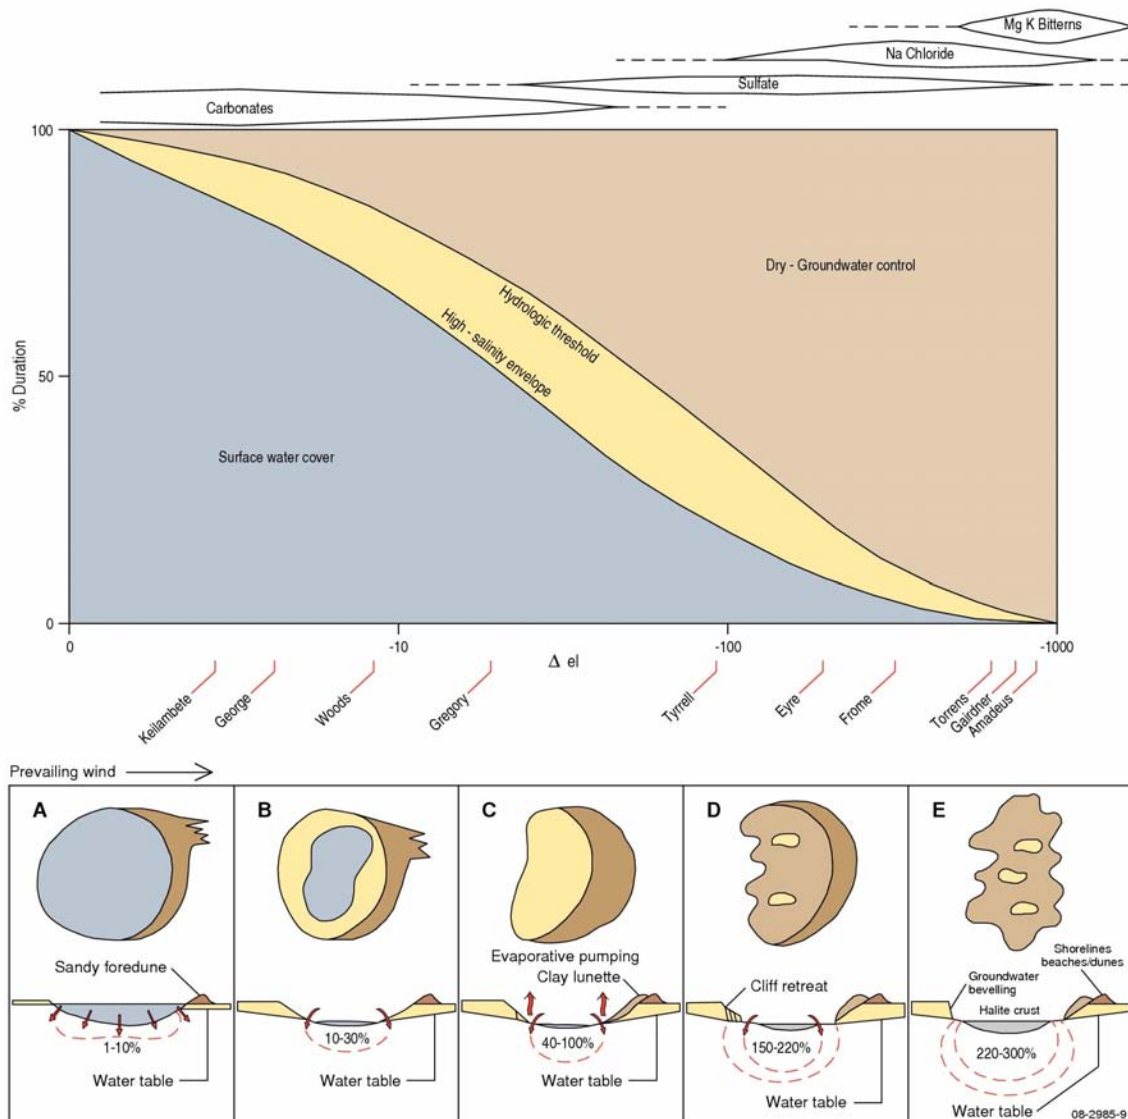 Mg K Bitterns
Na Chloride
Sulfate
Carbonates
100
Dry - Groundwater control
Hydrologic threshold
High - salinity envelope
50
% Duration
Surface water cover
0
0
-10
-100
-1000
Δ el
Keilambete
George
Woods
Gregory
Tyrrell
Eyre
Frome
Torrens
Gairdner
Amadeus
Prevailing wind
A
B
C
D
E
Sandy foredune
1-10%
Water table
10-30%
Water table
Evaporative pumping
Clay lunette
40-100%
Water table
Cliff retreat
150-220%
Water table
Shorelines
beaches/dunes
Groundwater
bevelling
Halite crust
220-300%
Water table
08-2985-9